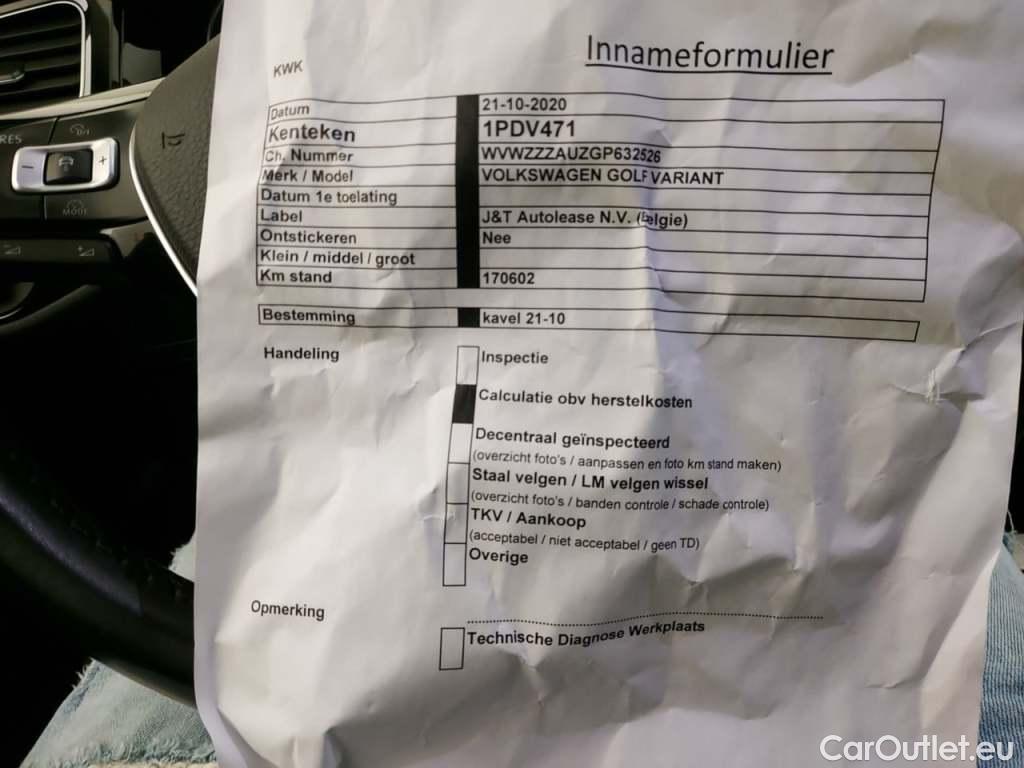 Innameformulier
KWK
Datum 21-10-2020
Kenteken 1PDV471
Ch. Nummer WVWZZZAUZGP632526
Merk / Model VOLKSWAGEN GOLF VARIANT
Datum 1e toelating
Label J&T Autolease N.V. (Belgie)
Ontstickeren Nee
Klein / middel / groot
Km stand 170602
Bestemming kavel 21-10
Handeling Inspectie
Calculatie obv herstelkosten
Decentraal geïnspecteerd
(overzicht foto's / aanpassen en foto km stand maken)
Staal velgen / LM velgen wissel
(overzicht foto's / banden controle / schade controle)
TKV / Aankoop
(acceptabel / niet acceptabel / geen TD)
Overige
Opmerking
Technische Diagnose Werkplaats
RES
- +
MODE
CarOutlet.eu